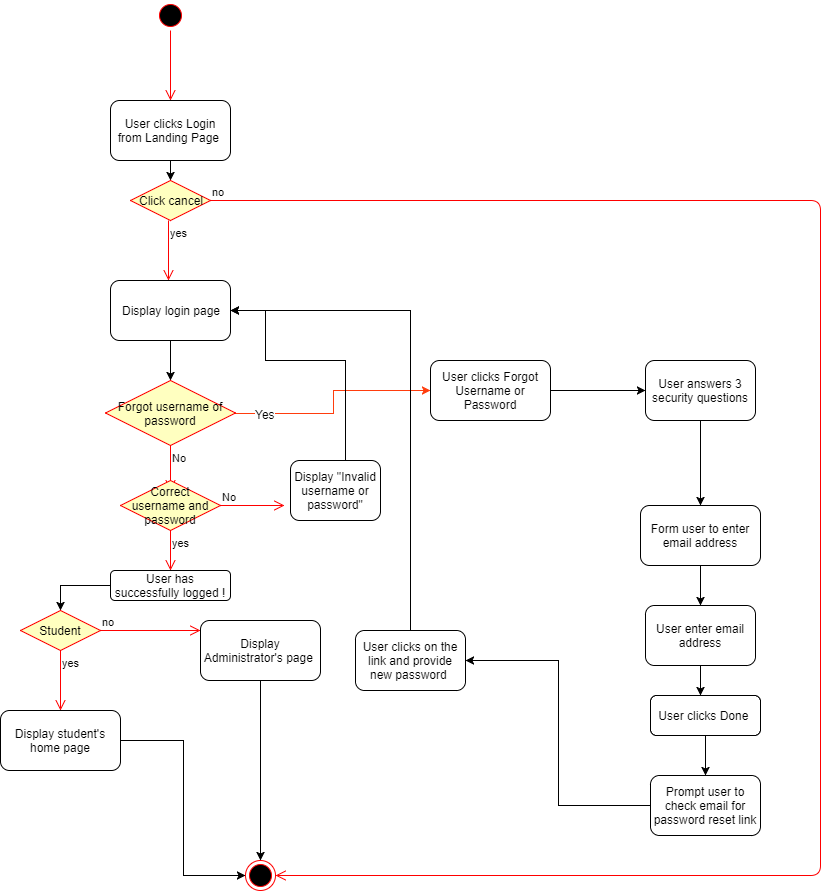 User clicks Login
from Landing Page
Click cancel
no
yes
Display login page
Forgot username of
password
Yes
No
User clicks Forgot
Username or
Password
User answers 3
security questions
Correct
username and
password
No
yes
Display "Invalid
username or
password"
Form user to enter
email address
User has
successfully logged !
Student
no
yes
Display
Administrator's page
User clicks on the
link and provide
new password
User enter email
address
Display student's
home page
User clicks Done
Prompt user to
check email for
password reset link